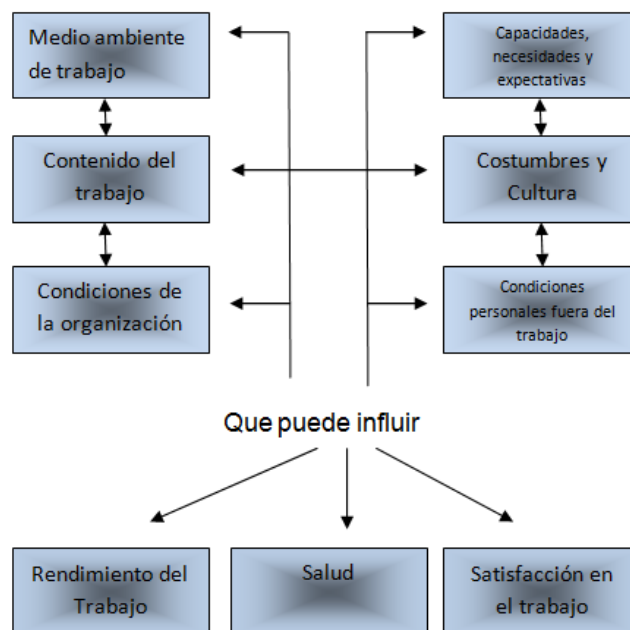 Medio ambiente
de trabajo
Capacidades,
necesidades y
expectativas
Contenido del
trabajo
Costumbres y
Cultura
Condiciones de
la organización
Condiciones
personales fuera del
trabajo
Que puede influir
Rendimiento del
Trabajo
Salud
Satisfacción en
el trabajo